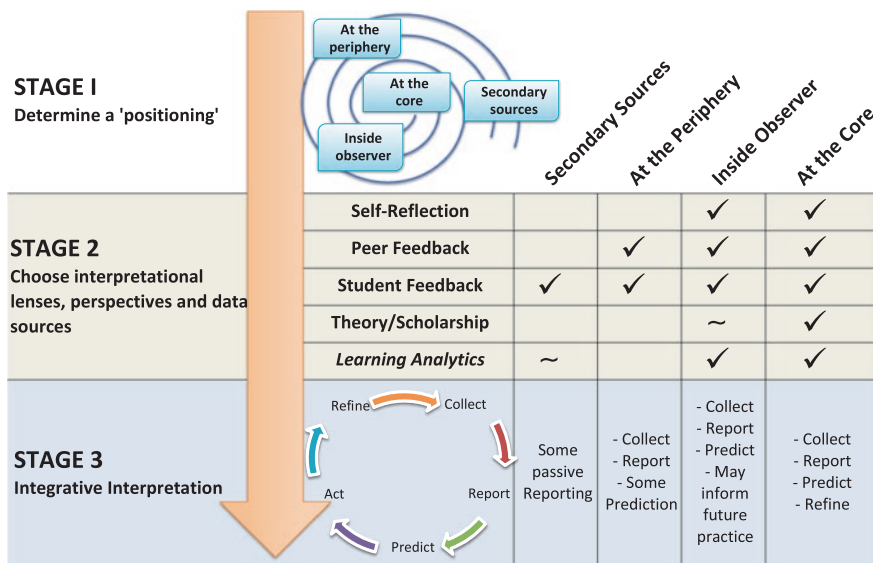 STAGE I
Determine a 'positioning'
At the
periphery
At the
core
Secondary
sources
Inside
observer
Secondary Sources
At the Periphery
Inside Observer
At the Core
STAGE 2
Choose interpretational
lenses, perspectives and data
sources
Self-Reflection ✓ ✓
Peer Feedback ✓ ✓ ✓
Student Feedback ✓ ✓ ✓ ✓
Theory/Scholarship ~ ✓
Learning Analytics ~ ✓ ✓
STAGE 3
Integrative Interpretation
Refine
Collect
Report
Predict
Act
Some
passive
Reporting
- Collect
- Report
- Some
Prediction
- Collect
- Report
- Predict
- May
inform
future
practice
- Collect
- Report
- Predict
- Refine